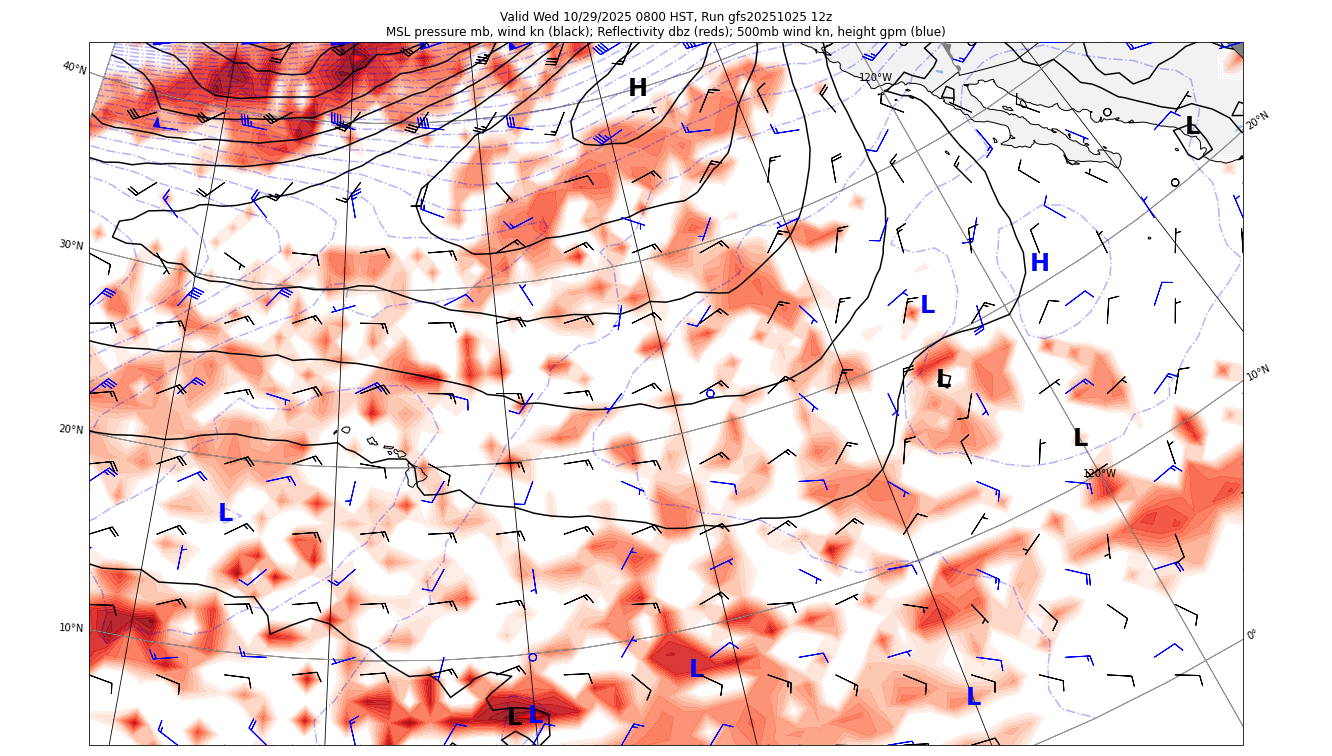 Valid Wed 10/29/2025 0800 HST, Run gfs20251025 12z
MSL pressure mb, wind kn (black); Reflectivity dbz (reds); 500mb wind kn, height gpm (blue)
40°N
120°W
H
L
20°N
30°N
H
L
10°N
L
20°N
L
120°W
L
10°N
0°
L
L
L L